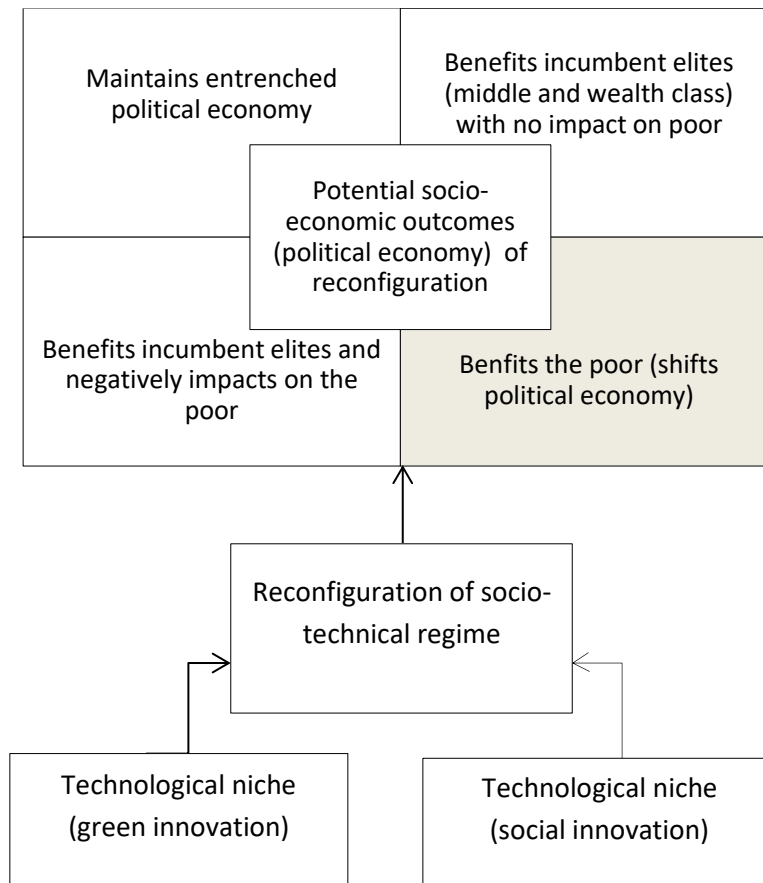 Maintains entrenched
political economy
Benefits incumbent elites
(middle and wealth class)
with no impact on poor
Potential socio-
economic outcomes
(political economy)  of
reconfiguration
Benefits incumbent elites and
negatively impacts on the
poor
Benfits the poor (shifts
political economy)
Reconfiguration of socio-
technical regime
Technological niche
(green innovation)
Technological niche
(social innovation)